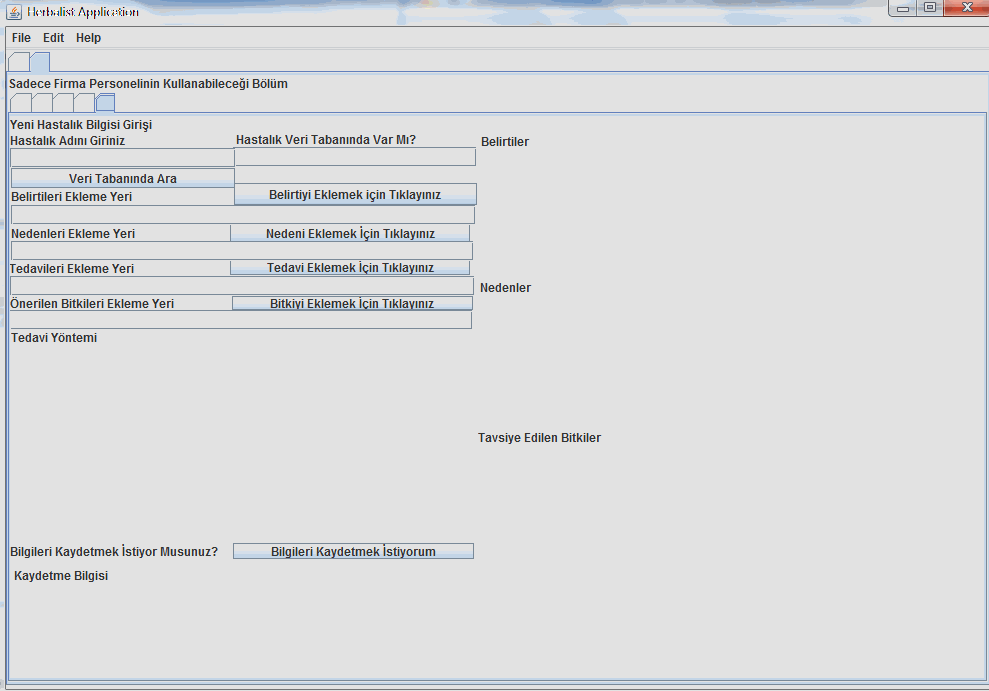 Herbalist Application
File Edit Help
Sadece Firma Personelinin Kullanabileceği Bölüm
Yeni Hastalık Bilgisi Girişi
Hastalık Adını Giriniz
Hastalık Veri Tabanında Var Mı?
Belirtiler
Veri Tabanında Ara
Belirtileri Ekleme Yeri
Belirtiyi Eklemek için Tıklayınız
Nedenleri Ekleme Yeri
Nedeni Eklemek İçin Tıklayınız
Tedavileri Ekleme Yeri
Tedavi Eklemek İçin Tıklayınız
Nedenler
Önerilen Bitkileri Ekleme Yeri
Bitkiyi Eklemek İçin Tıklayınız
Tedavi Yöntemi
Tavsiye Edilen Bitkiler
Bilgileri Kaydetmek İstiyor Musunuz?
Bilgileri Kaydetmek İstiyorum
Kaydetme Bilgisi